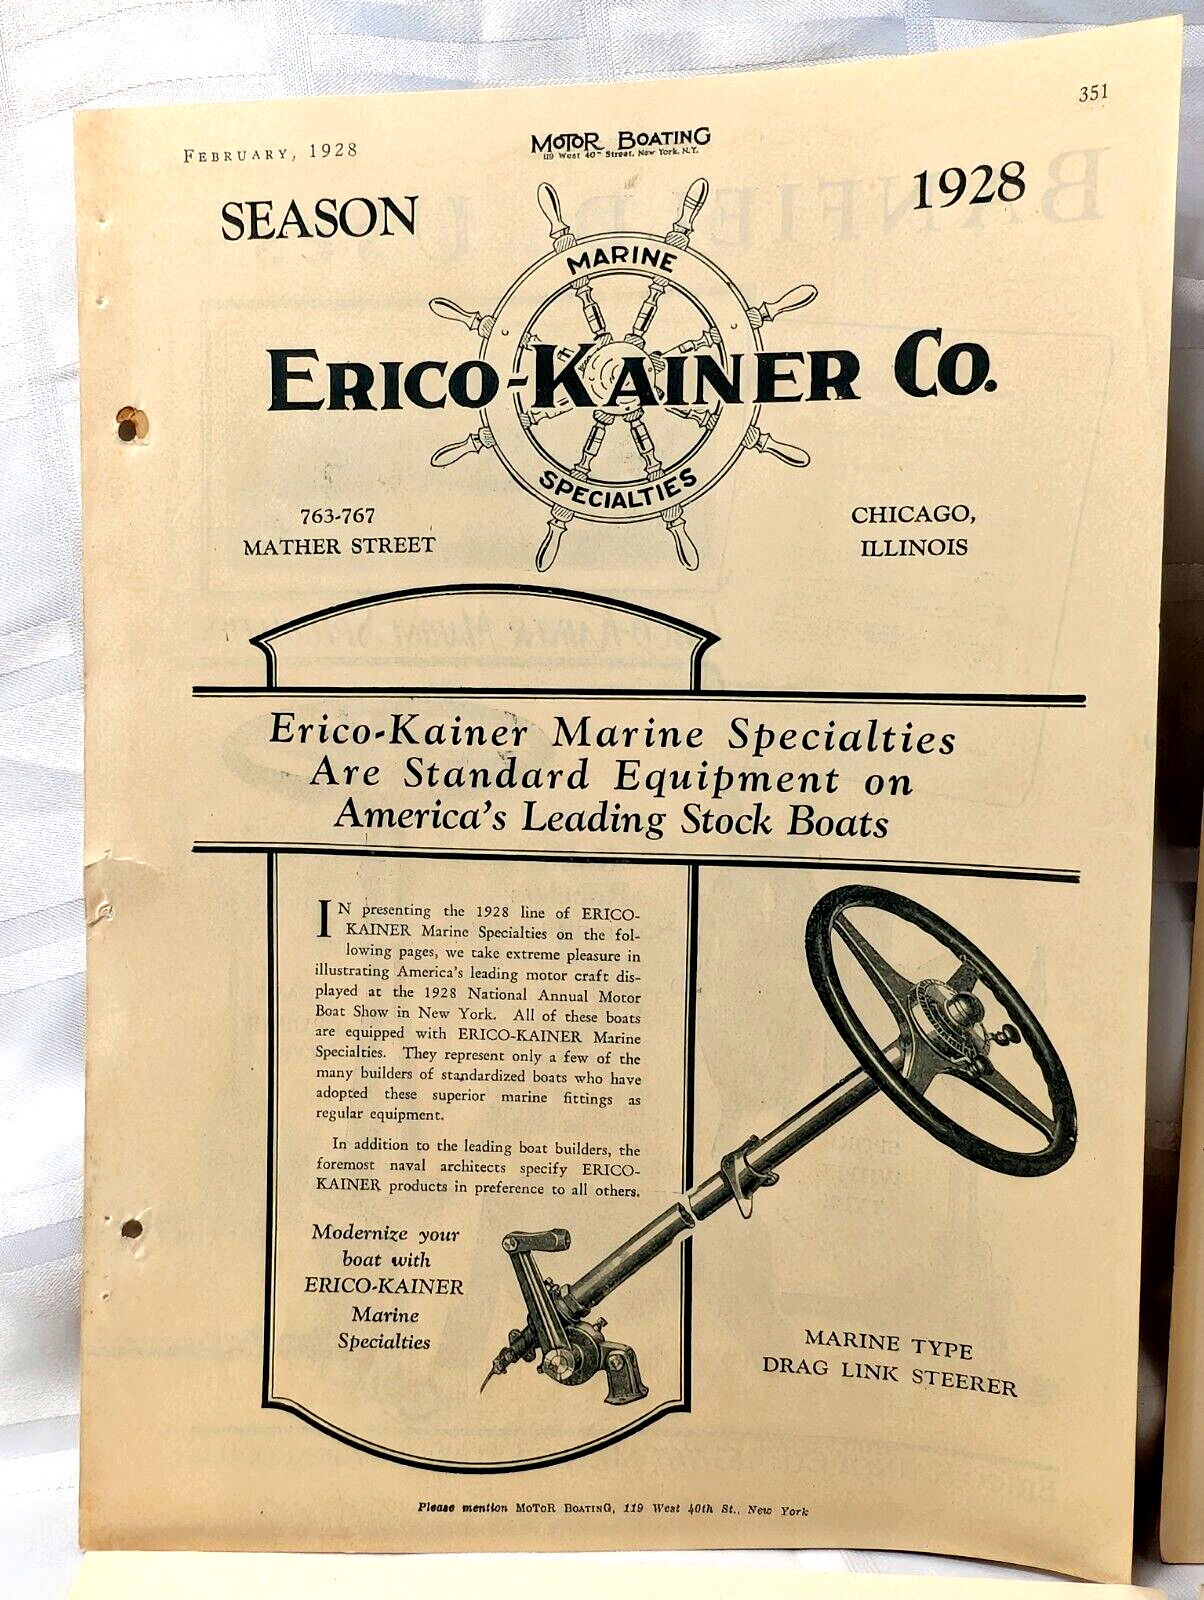 351
FEBRUARY, 1928
MOTOR BOATING
119 West 40th Street, New York, N.Y.
SEASON
1928
MARINE
ERICO-KAINER CO.
SPECIALTIES
763-767
MATHER STREET
CHICAGO,
ILLINOIS
Erico-Kainer Marine Specialties
Are Standard Equipment on
America's Leading Stock Boats
IN presenting the 1928 line of ERICO-
KAINER Marine Specialties on the fol-
lowing pages, we take extreme pleasure in
illustrating America's leading motor craft dis-
played at the 1928 National Annual Motor
Boat Show in New York. All of these boats
are equipped with ERICO-KAINER Marine
Specialties. They represent only a few of the
many builders of standardized boats who have
adopted these superior marine fittings as
regular equipment.
In addition to the leading boat builders, the
foremost naval architects specify ERICO-
KAINER products in preference to all others.
Modernize your
boat with
ERICO-KAINER
Marine
Specialties
MARINE TYPE
DRAG LINK STEERER
Please mention MoToR BOATING, 119 West 40th St., New York